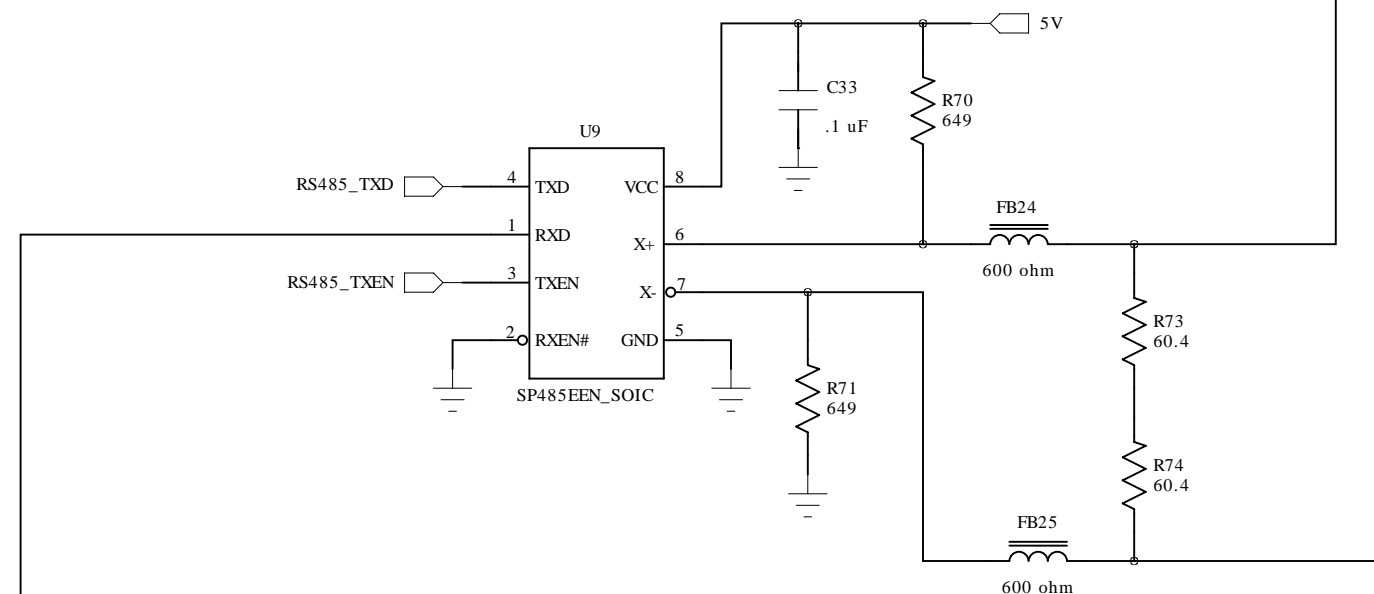 5V
C33
.1 uF
R70
649
U9
RS485_TXD
4
TXD
VCC
8
1
RXD
X+
6
FB24
600 ohm
RS485_TXEN
3
TXEN
X-
7
2
RXEN#
GND
5
SP485EEN_SOIC
R71
649
R73
60.4
R74
60.4
FB25
600 ohm